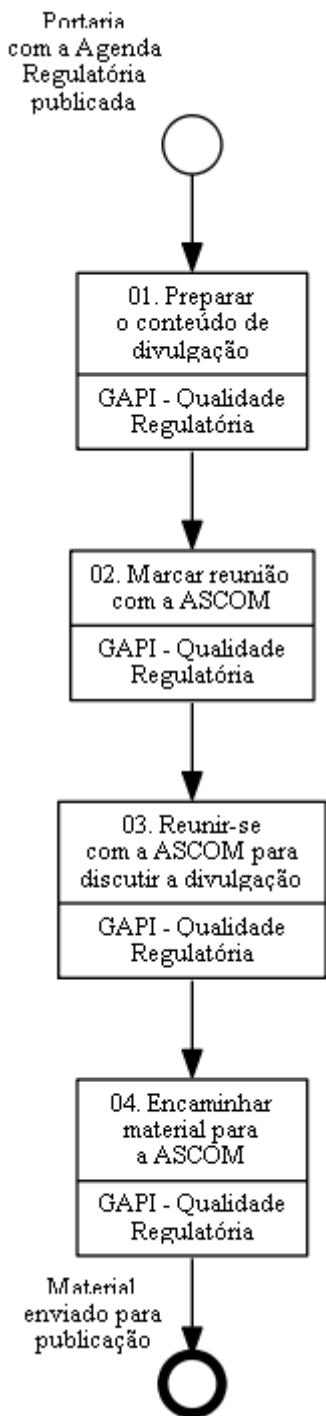 Portaria
com a Agenda
Regulatória
publicada
01. Preparar
o conteúdo de
divulgação
GAPI - Qualidade
Regulatória
02. Marcar reunião
com a ASCOM
GAPI - Qualidade
Regulatória
03. Reunir-se
com a ASCOM para
discutir a divulgação
GAPI - Qualidade
Regulatória
04. Encaminhar
material para
a ASCOM
GAPI - Qualidade
Regulatória
Material
enviado para
publicação